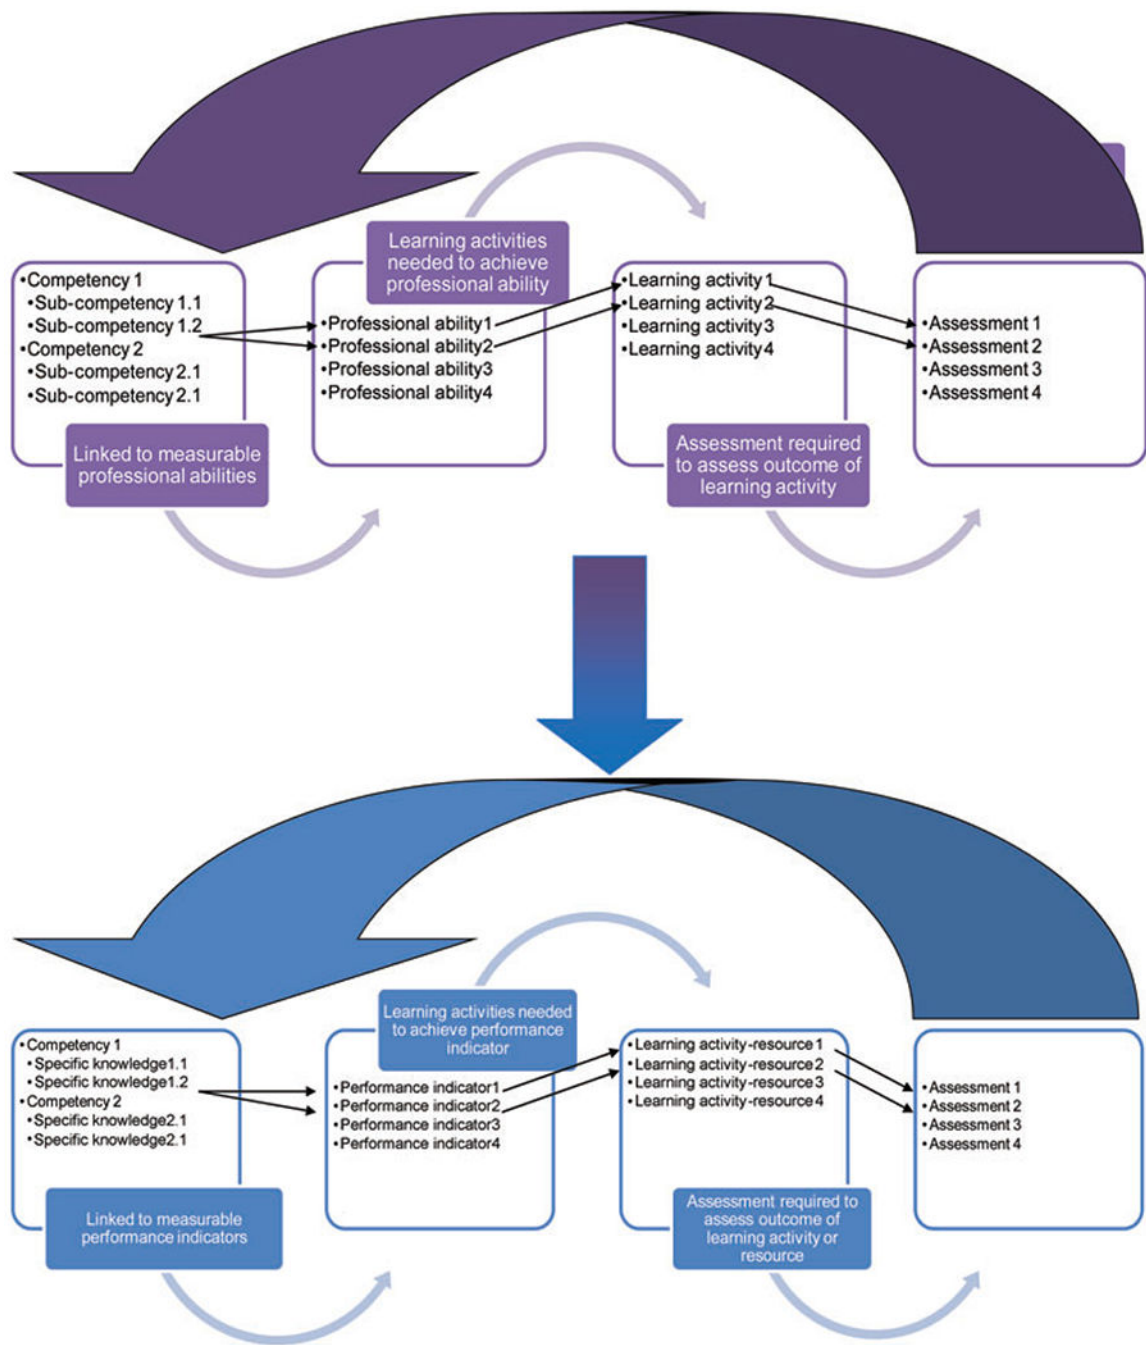 Learning activities
needed to achieve
professional ability
•Competency 1
•Sub-competency 1.1
•Sub-competency 1.2
•Competency 2
•Sub-competency 2.1
•Sub-competency 2.1
Linked to measurable
professional abilities
•Professional ability1
•Professional ability2
•Professional ability3
•Professional ability4
•Learning activity1
•Learning activity2
•Learning activity3
•Learning activity4
Assessment required
to assess outcome of
learning activity
•Assessment 1
•Assessment 2
•Assessment 3
•Assessment 4
Learning activities needed
to achieve performance
indicator
•Competency 1
•Specific knowledge1.1
•Specific knowledge1.2
•Competency 2
•Specific knowledge2.1
•Specific knowledge2.1
Linked to measurable
performance indicators
•Performance indicator1
•Performance indicator2
•Performance indicator3
•Performance indicator4
•Learning activity-resource1
•Learning activity-resource2
•Learning activity-resource3
•Learning activity-resource4
Assessment required to
assess outcome of
learning activity or
resource
•Assessment 1
•Assessment 2
•Assessment 3
•Assessment 4